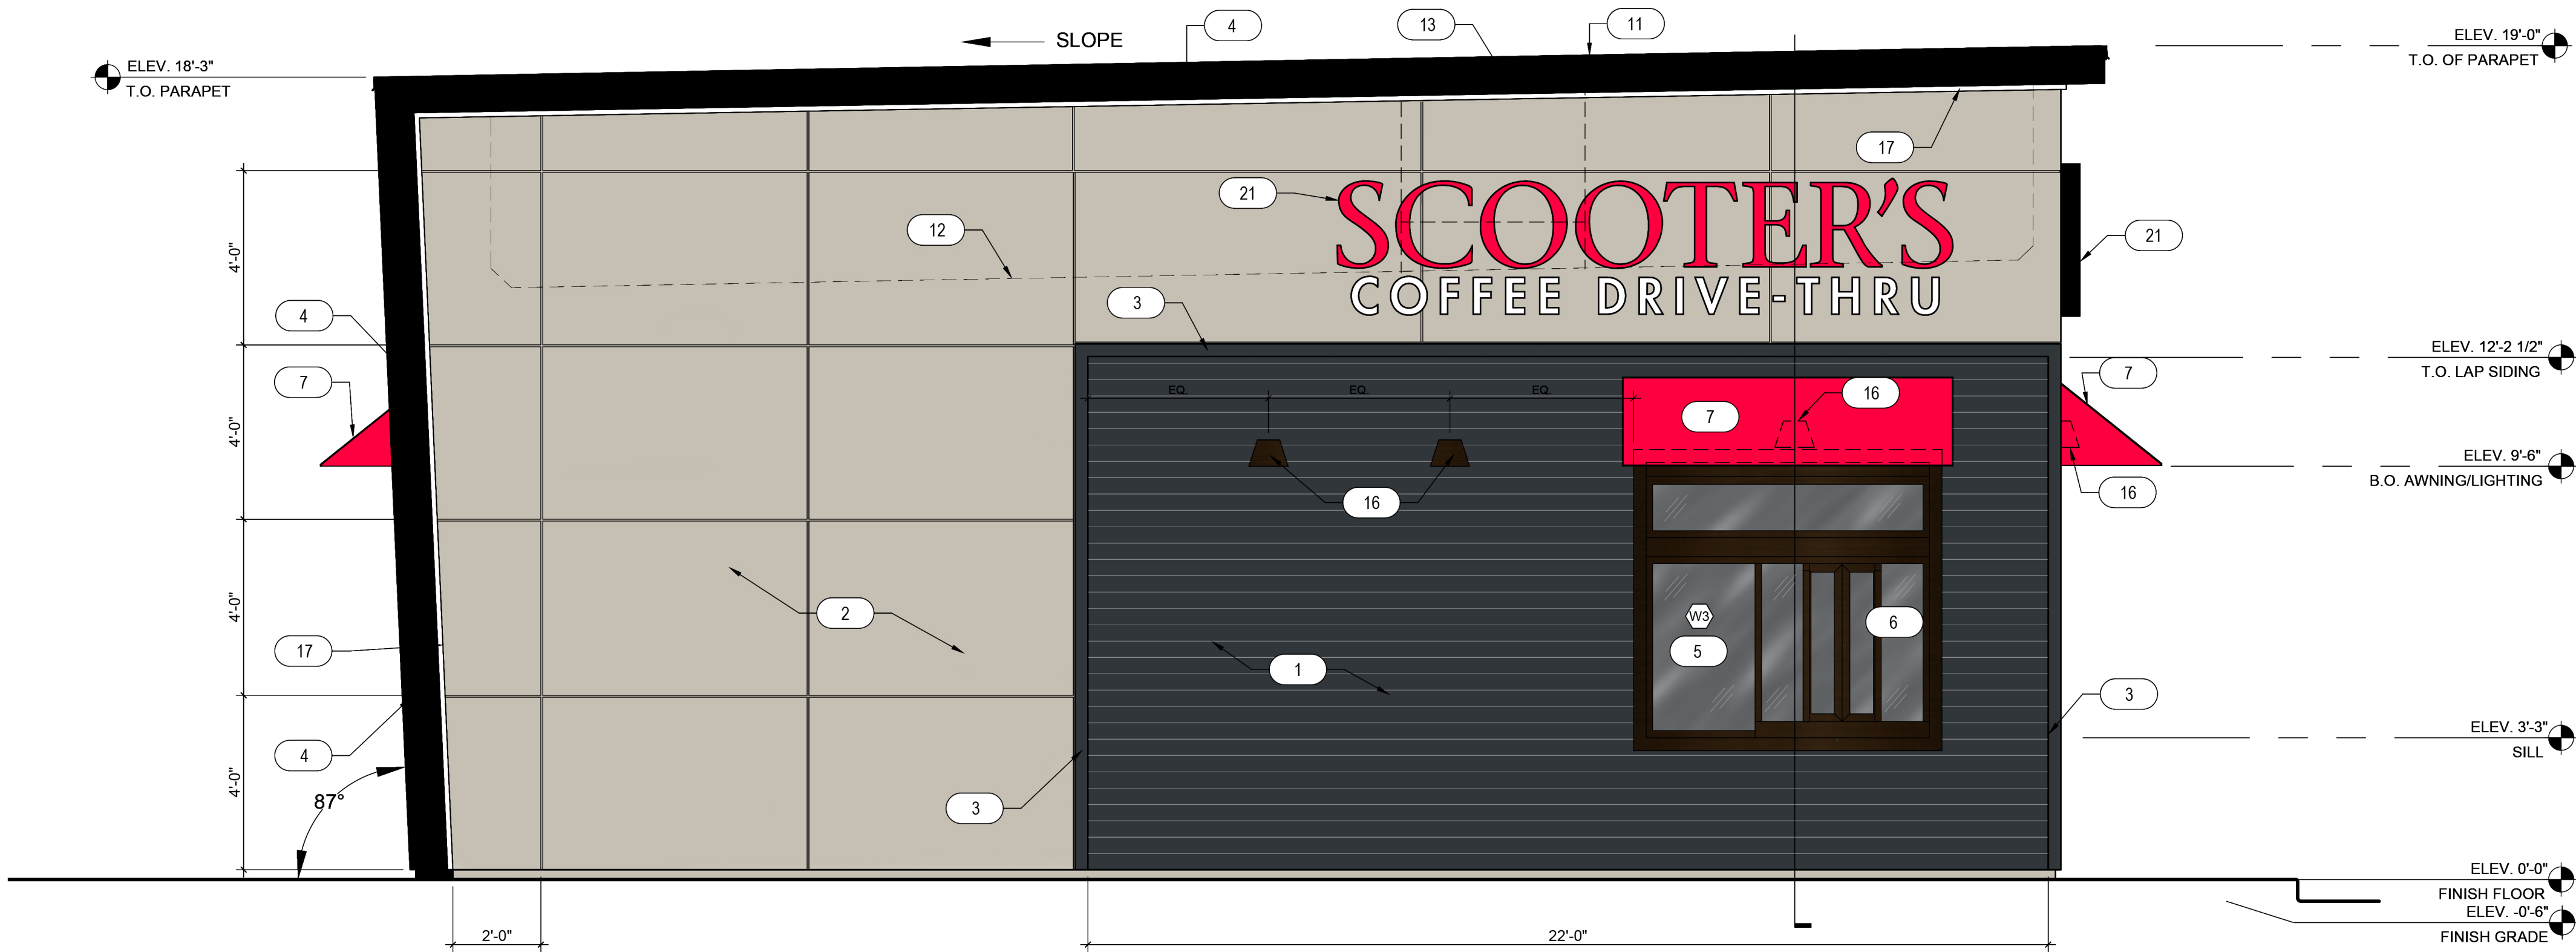 4
13
11
SLOPE
ELEV. 18'-3"
T.O. PARAPET
ELEV. 19'-0"
T.O. OF PARAPET
17
21
SCOOTER'S
COFFEE DRIVE-THRU
12
21
4'-0"
3
4
ELEV. 12'-2 1/2"
T.O. LAP SIDING
7
7
EQ.
EQ.
EQ.
7
16
4'-0"
ELEV. 9'-6"
B.O. AWNING/LIGHTING
16
16
4'-0"
2
W3
5
6
17
1
3
ELEV. 3'-3"
SILL
4
4'-0"
87°
3
ELEV. 0'-0"
FINISH FLOOR
ELEV. -0'-6"
FINISH GRADE
2'-0"
22'-0"